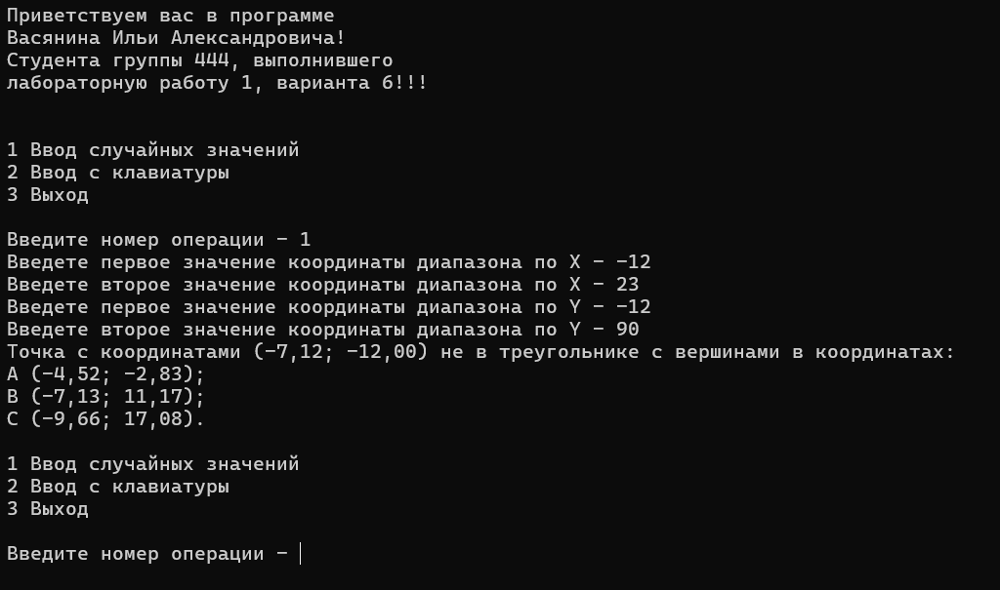 Приветствуем вас в программе
Васянина Ильи Александровича!
Студента группы 444, выполнившего
лабораторную работу 1, варианта 6!!!
1 Ввод случайных значений
2 Ввод с клавиатуры
3 Выход
Введите номер операции – 1
Введете первое значение координаты диапазона по X – –12
Введете второе значение координаты диапазона по X – 23
Введете первое значение координаты диапазона по Y – –12
Введете второе значение координаты диапазона по Y – 90
Точка с координатами (–7,12; –12,00) не в треугольнике с вершинами в координатах:
A (–4,52; –2,83);
B (–7,13; 11,17);
C (–9,66; 17,08).
1 Ввод случайных значений
2 Ввод с клавиатуры
3 Выход
Введите номер операции –